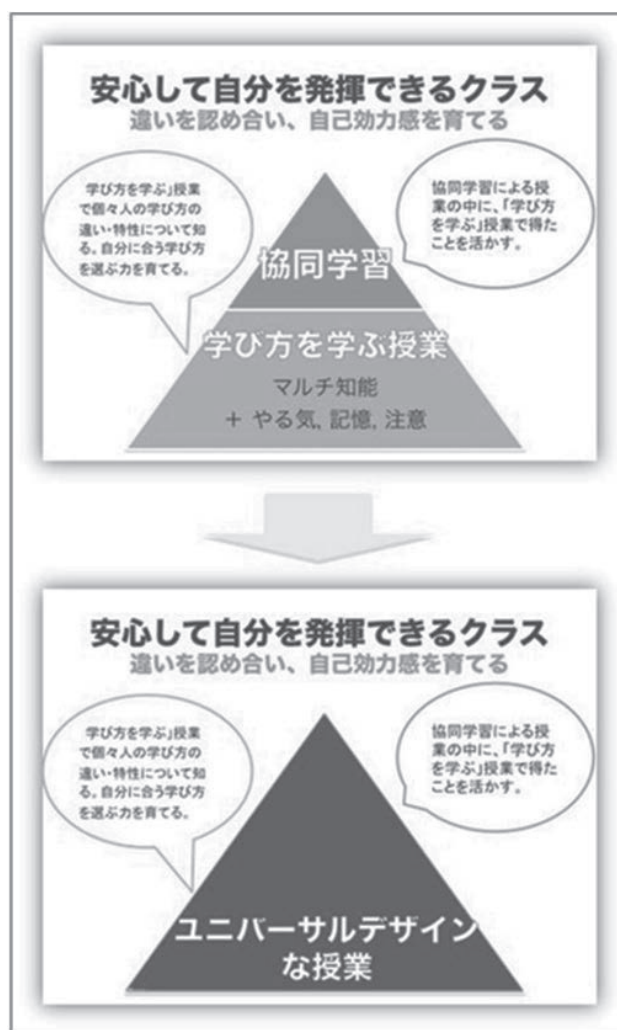 安心して自分を発揮できるクラス
違いを認め合い、自己効力感を育てる
学び方を学ぶ」授業
で個々人の学び方の
違い・特性について知
る。自分に合う学び方
を選ぶ力を育てる。
協同学習による授
業の中に、「学び方
を学ぶ」授業で得た
ことを活かす。
協同学習
学び方を学ぶ授業
マルチ知能
+ やる気, 記憶, 注意
安心して自分を発揮できるクラス
違いを認め合い、自己効力感を育てる
学び方を学ぶ」授業
で個々人の学び方の
違い・特性について知
る。自分に合う学び方
を選ぶ力を育てる。
協同学習による授
業の中に、「学び方
を学ぶ」授業で得た
ことを活かす。
ユニバーサルデザイン
な授業